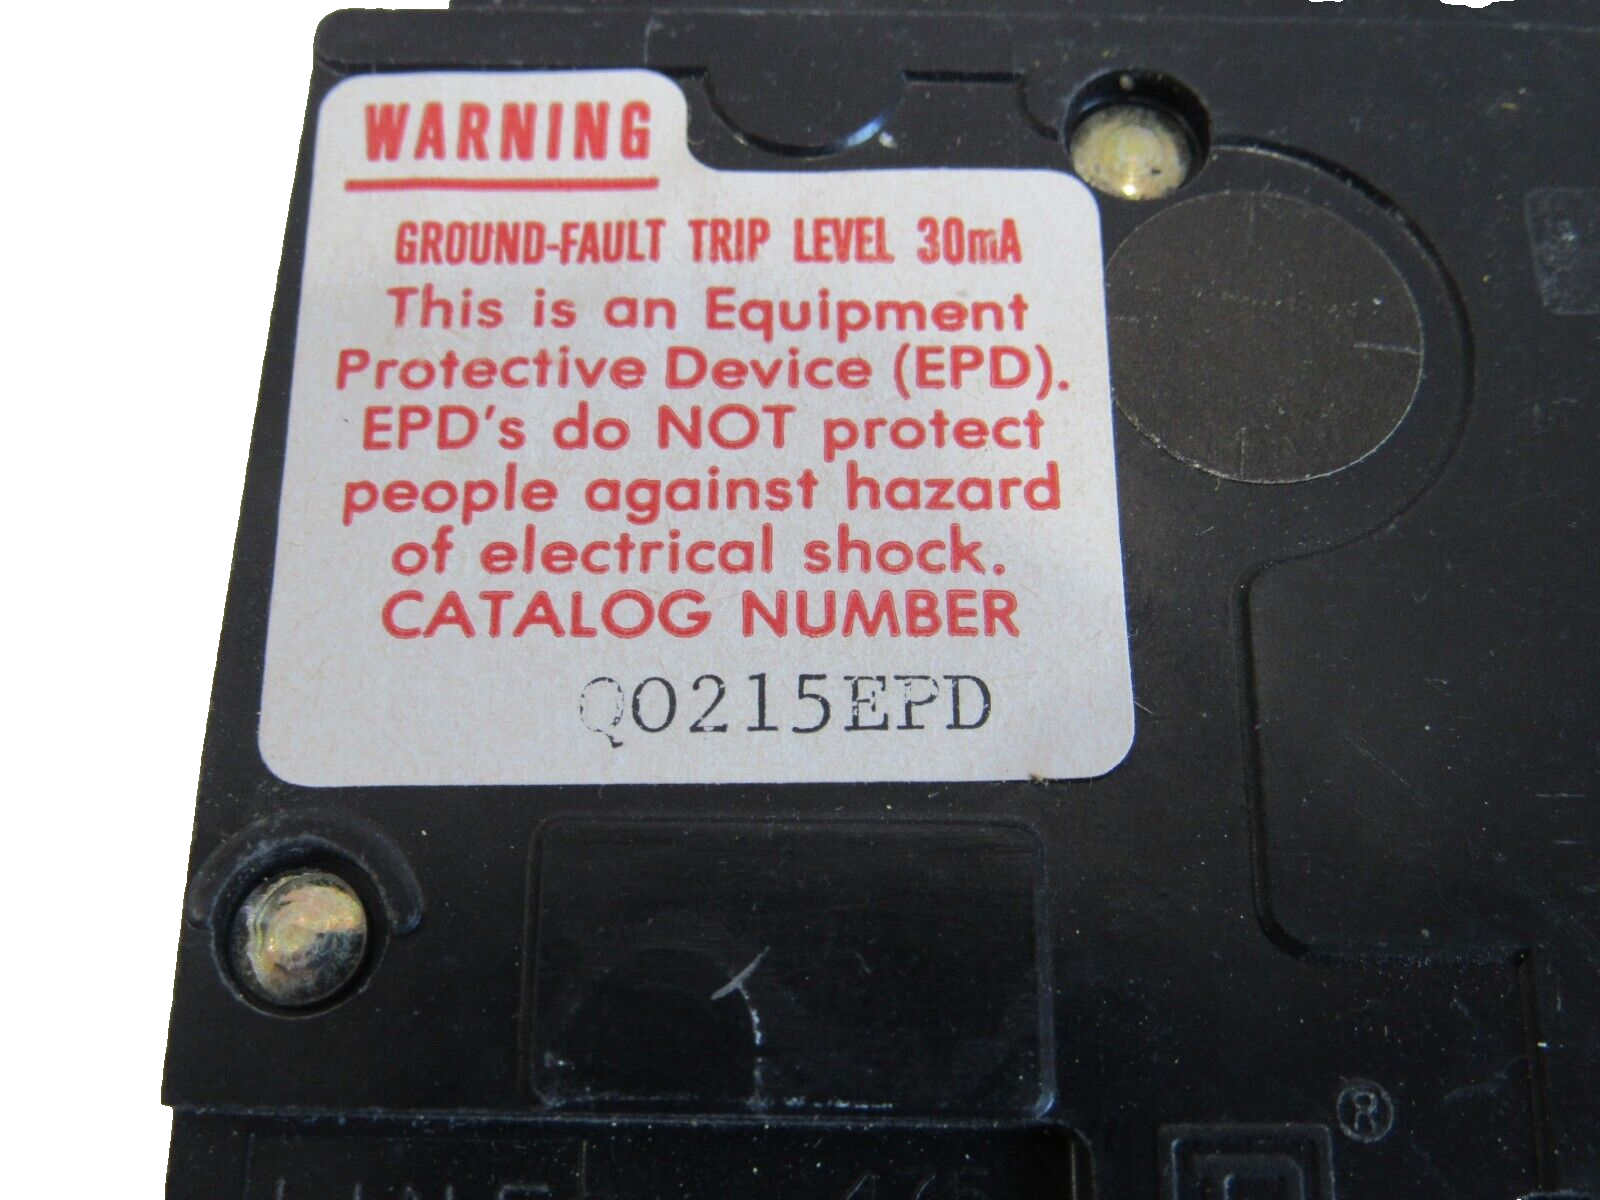 WARNING
GROUND-FAULT TRIP LEVEL 30mA
This is an Equipment
Protective Device (EPD).
EPD's do NOT protect
people against hazard
of electrical shock.
CATALOG NUMBER
QO215EPD
®